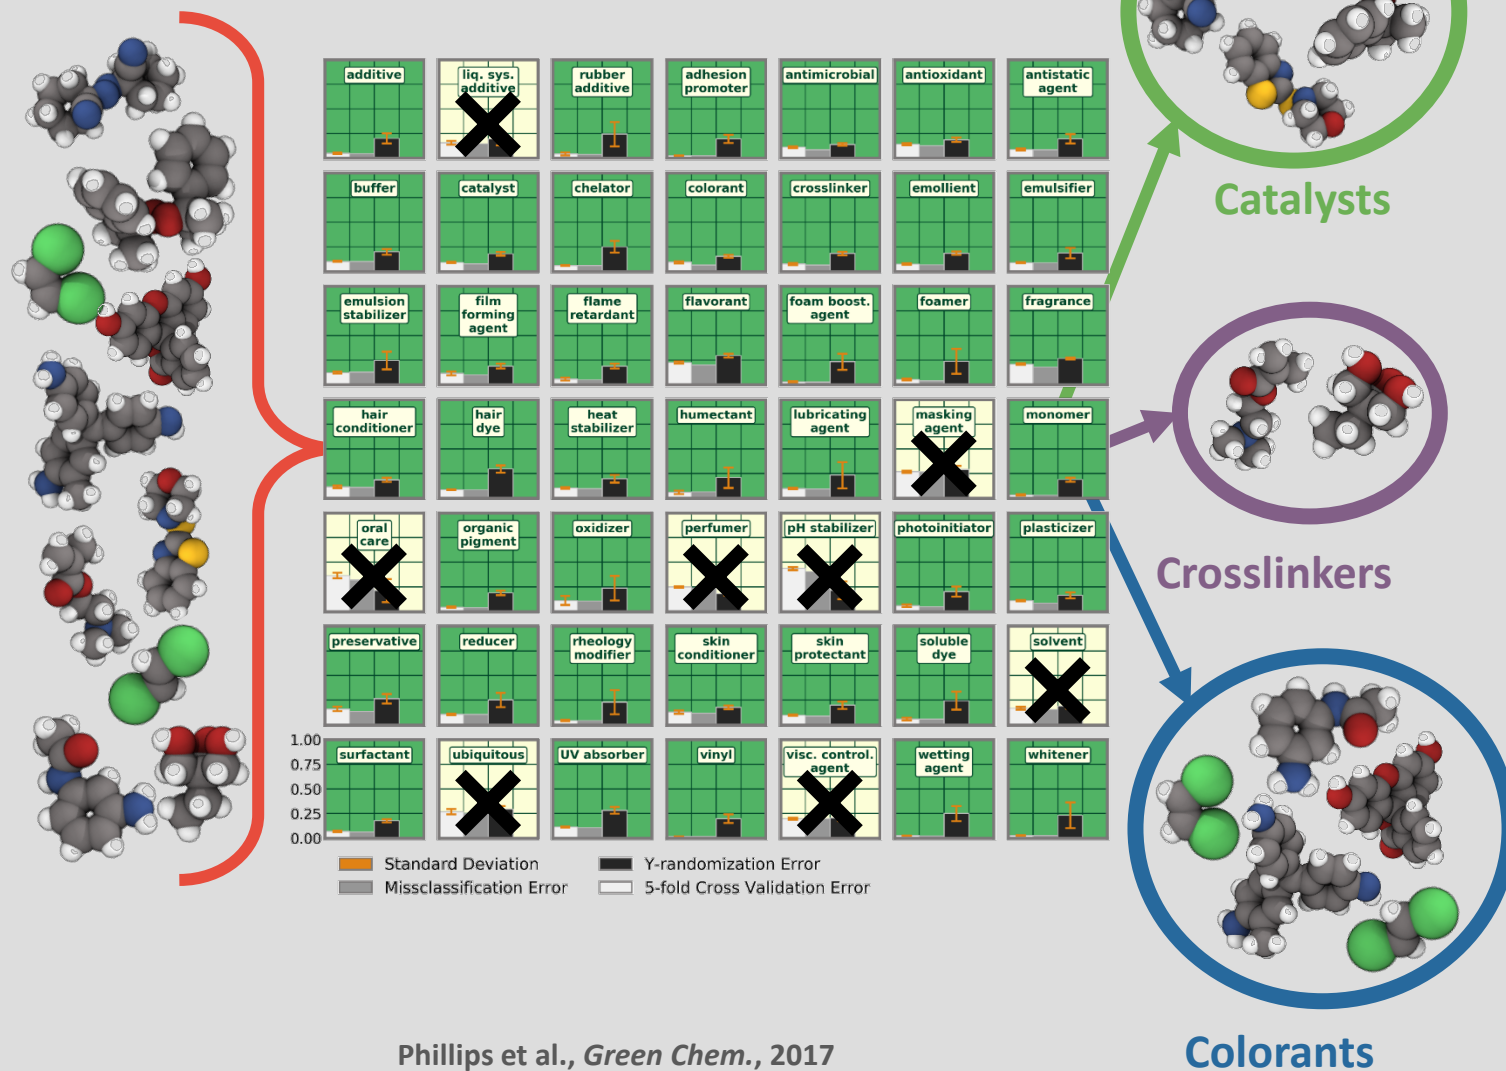 additive
liq. sys.
additive
rubber
additive
adhesion
promoter
antimicrobial
antioxidant
antistatic
agent
Catalysts
buffer
catalyst
chelator
colorant
crosslinker
emollient
emulsifier
emulsion
stabilizer
film
forming
agent
flame
retardant
flavorant
foam boost.
agent
foamer
fragrance
hair
conditioner
hair
dye
heat
stabilizer
humectant
lubricating
agent
masking
agent
monomer
oral
care
organic
pigment
oxidizer
perfumer
pH stabilizer
photoinitiator
plasticizer
Crosslinkers
preservative
reducer
rheology
modifier
skin
conditioner
skin
protectant
soluble
dye
solvent
1.00
0.75
0.50
0.25
0.00
surfactant
ubiquitous
UV absorber
vinyl
visc. control.
agent
wetting
agent
whitener
Standard Deviation
Y-randomization Error
Missclassification Error
5-fold Cross Validation Error
Phillips et al., Green Chem., 2017
Colorants